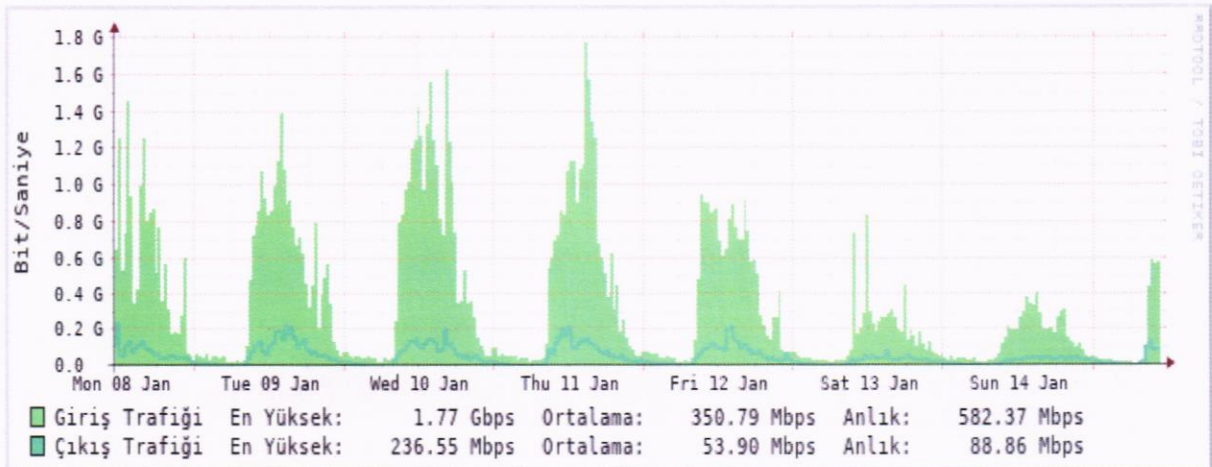 1.8 G
1.6 G
1.4 G
1.2 G
1.0 G
0.8 G
0.6 G
0.4 G
0.2 G
0.0
Bit/Saniye
Mon 08 Jan Tue 09 Jan Wed 10 Jan Thu 11 Jan Fri 12 Jan Sat 13 Jan Sun 14 Jan
Giriş Trafiği En Yüksek: 1.77 Gbps Ortalama: 350.79 Mbps Anlık: 582.37 Mbps
Çıkış Trafiği En Yüksek: 236.55 Mbps Ortalama: 53.90 Mbps Anlık: 88.86 Mbps
RRDTOOL / TOBI OETIKER